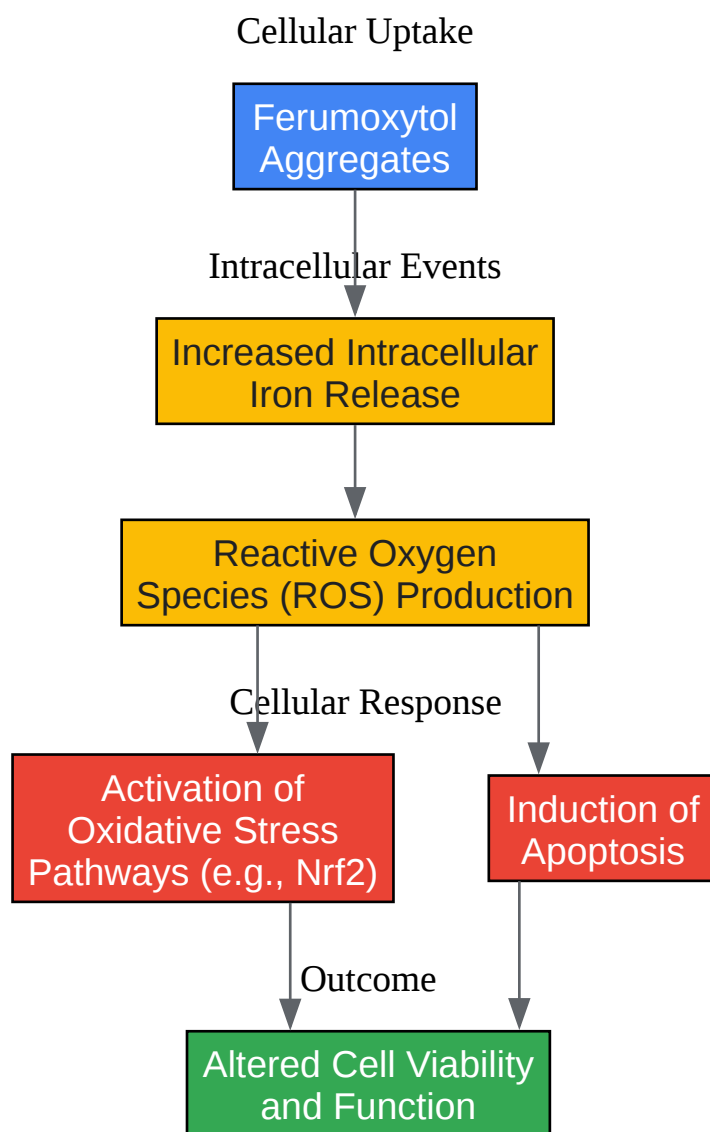 Cellular Uptake
Ferumoxytol
Aggregates
Intracellular Events
Increased Intracellular
Iron Release
Reactive Oxygen
Species (ROS) Production
Cellular Response
Activation of
Oxidative Stress
Pathways (e.g., Nrf2)
Induction of
Apoptosis
Outcome
Altered Cell Viability
and Function